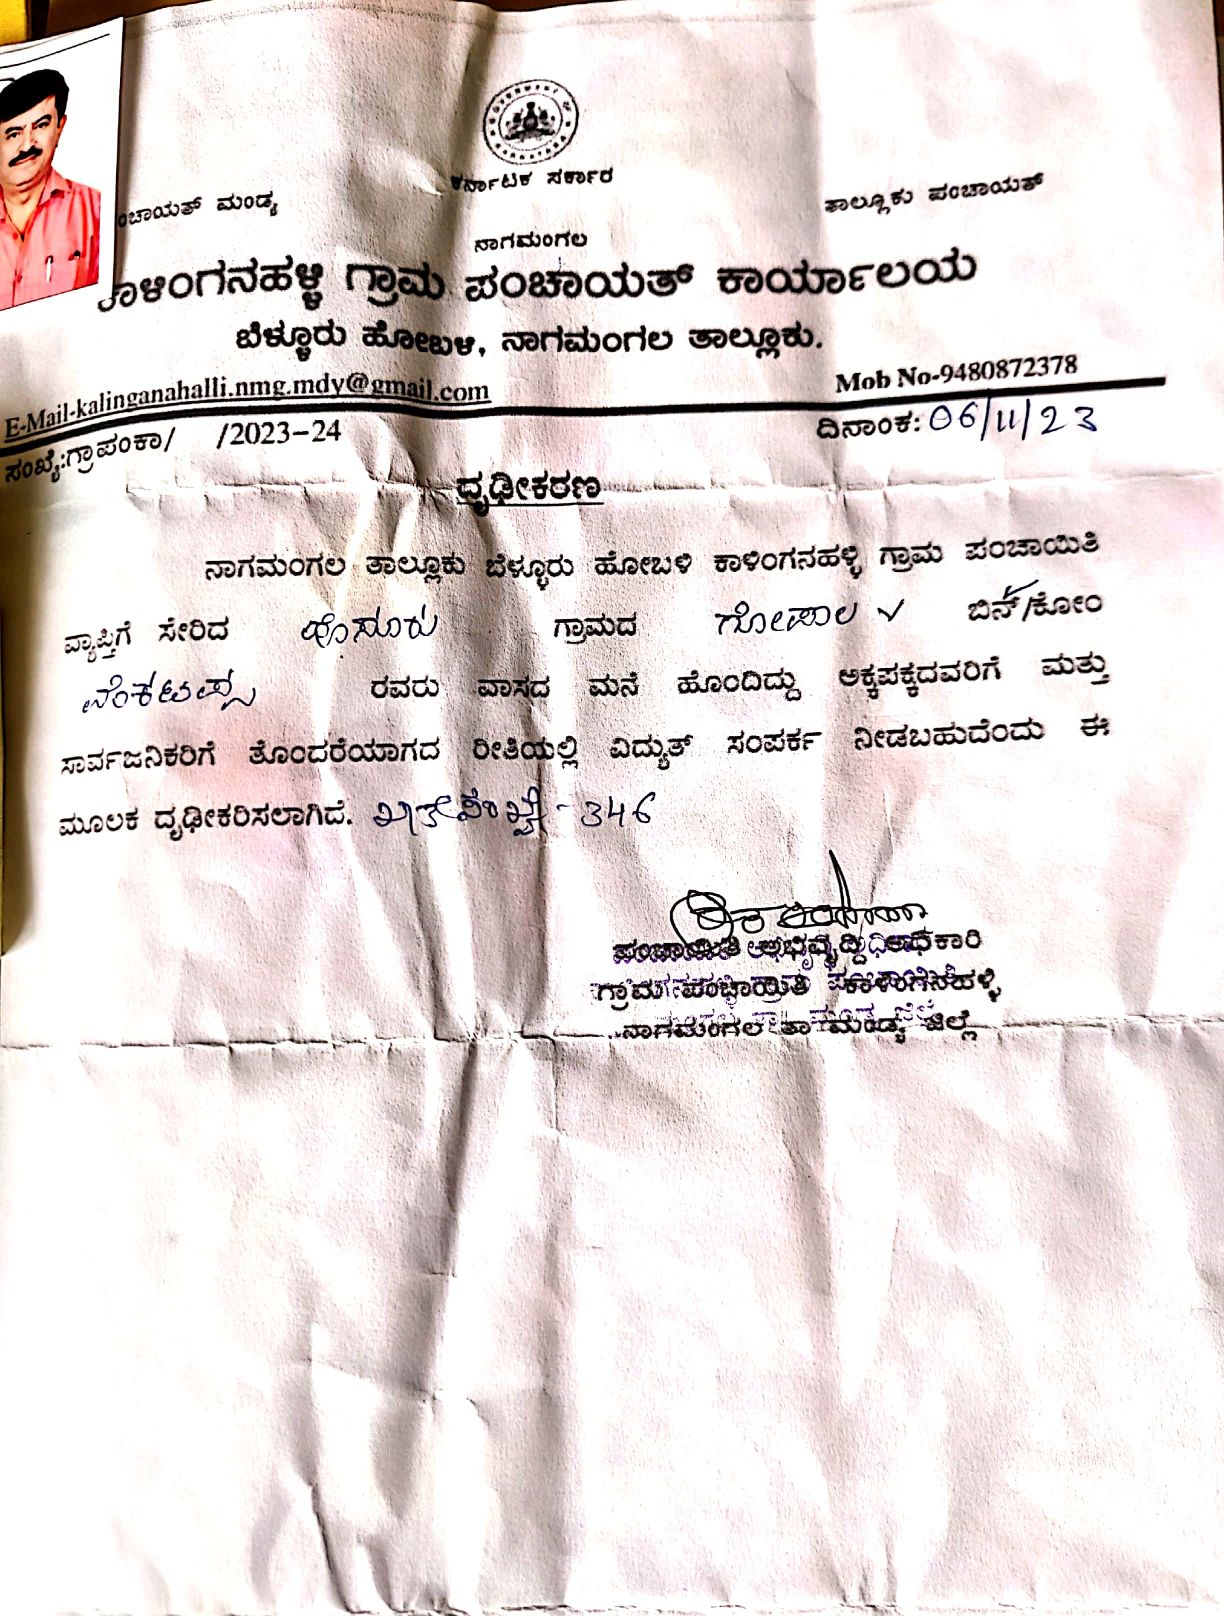 ಕರ್ನಾಟಕ ಸರ್ಕಾರ
ಂಚಾಯತ್ ಮಂಡ್ಯ ತಾಲ್ಲೂಕು ಪಂಚಾಯತ್
ನಾಗಮಂಗಲ
ಕಾಳಿಂಗನಹಳ್ಳಿ ಗ್ರಾಮ ಪಂಚಾಯತ್ ಕಾರ್ಯಾಲಯ
ಬೆಳ್ಳೂರು ಹೋಬಳಿ, ನಾಗಮಂಗಲ ತಾಲ್ಲೂಕು.
E-Mail-kalinganahalli.nmg.mdy@gmail.com Mob No-9480872378
ಸಂಖ್ಯೆ:ಗ್ರಾಪಂಕಾ/ /2023-24 ದಿನಾಂಕ: 06/11/23
ದೃಢೀಕರಣ
ನಾಗಮಂಗಲ ತಾಲ್ಲೂಕು ಬೆಳ್ಳೂರು ಹೋಬಳಿ ಕಾಳಿಂಗನಹಳ್ಳಿ ಗ್ರಾಮ ಪಂಚಾಯಿತಿ
ವ್ಯಾಪ್ತಿಗೆ ಸೇರಿದ ಹೊಸೂರು ಗ್ರಾಮದ ಗೋಪಾಲ ✓ ಬಿನ್/ಕೋಂ
ವೆಂಕಟಪ್ಪ ರವರು ವಾಸದ ಮನೆ ಹೊಂದಿದ್ದು ಅಕ್ಕಪಕ್ಕದವರಿಗೆ ಮತ್ತು
ಸಾರ್ವಜನಿಕರಿಗೆ ತೊಂದರೆಯಾಗದ ರೀತಿಯಲ್ಲಿ ವಿದ್ಯುತ್ ಸಂಪರ್ಕ ನೀಡಬಹುದೆಂದು ಈ
ಮೂಲಕ ದೃಢೀಕರಿಸಲಾಗಿದೆ. ಖಾತೆ ಸಂಖ್ಯೆ - 346
ಪಂಚಾಯಿತಿ ಅಭಿವೃದ್ಧಿ ಅಧಿಕಾರಿ
ಗ್ರಾಮ ಪಂಚಾಯಿತಿ ಕಾಳಿಂಗನಹಳ್ಳಿ
ನಾಗಮಂಗಲ ತಾ ಮಂಡ್ಯ ಜಿಲ್ಲೆ